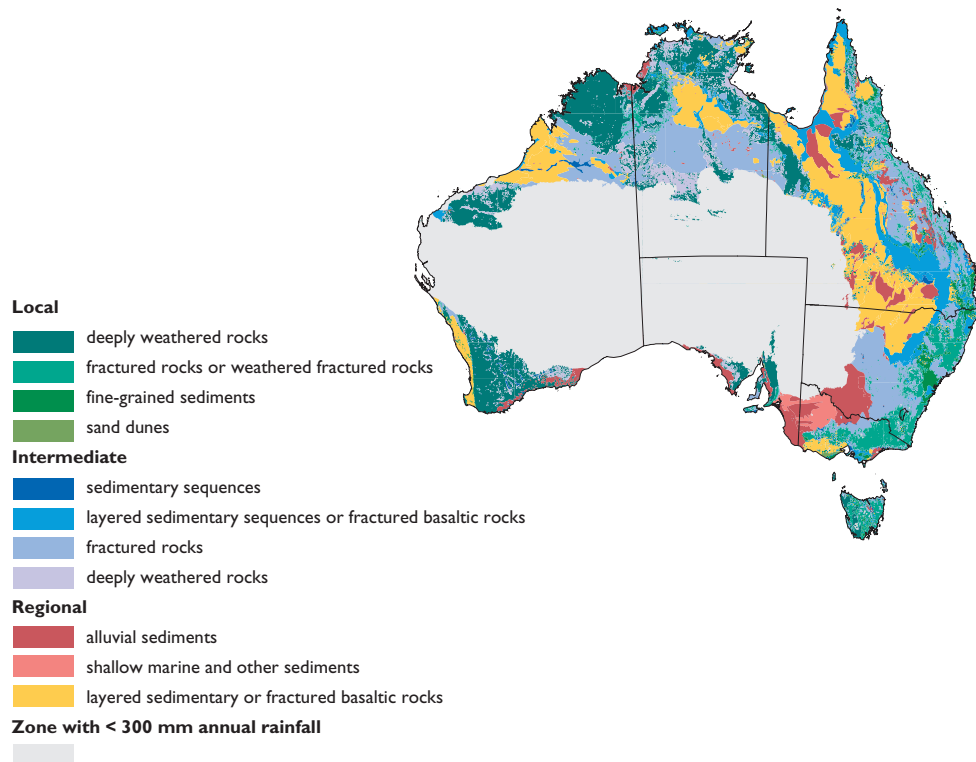 Local
deeply weathered rocks
fractured rocks or weathered fractured rocks
fine-grained sediments
sand dunes
Intermediate
sedimentary sequences
layered sedimentary sequences or fractured basaltic rocks
fractured rocks
deeply weathered rocks
Regional
alluvial sediments
shallow marine and other sediments
layered sedimentary or fractured basaltic rocks
Zone with < 300 mm annual rainfall